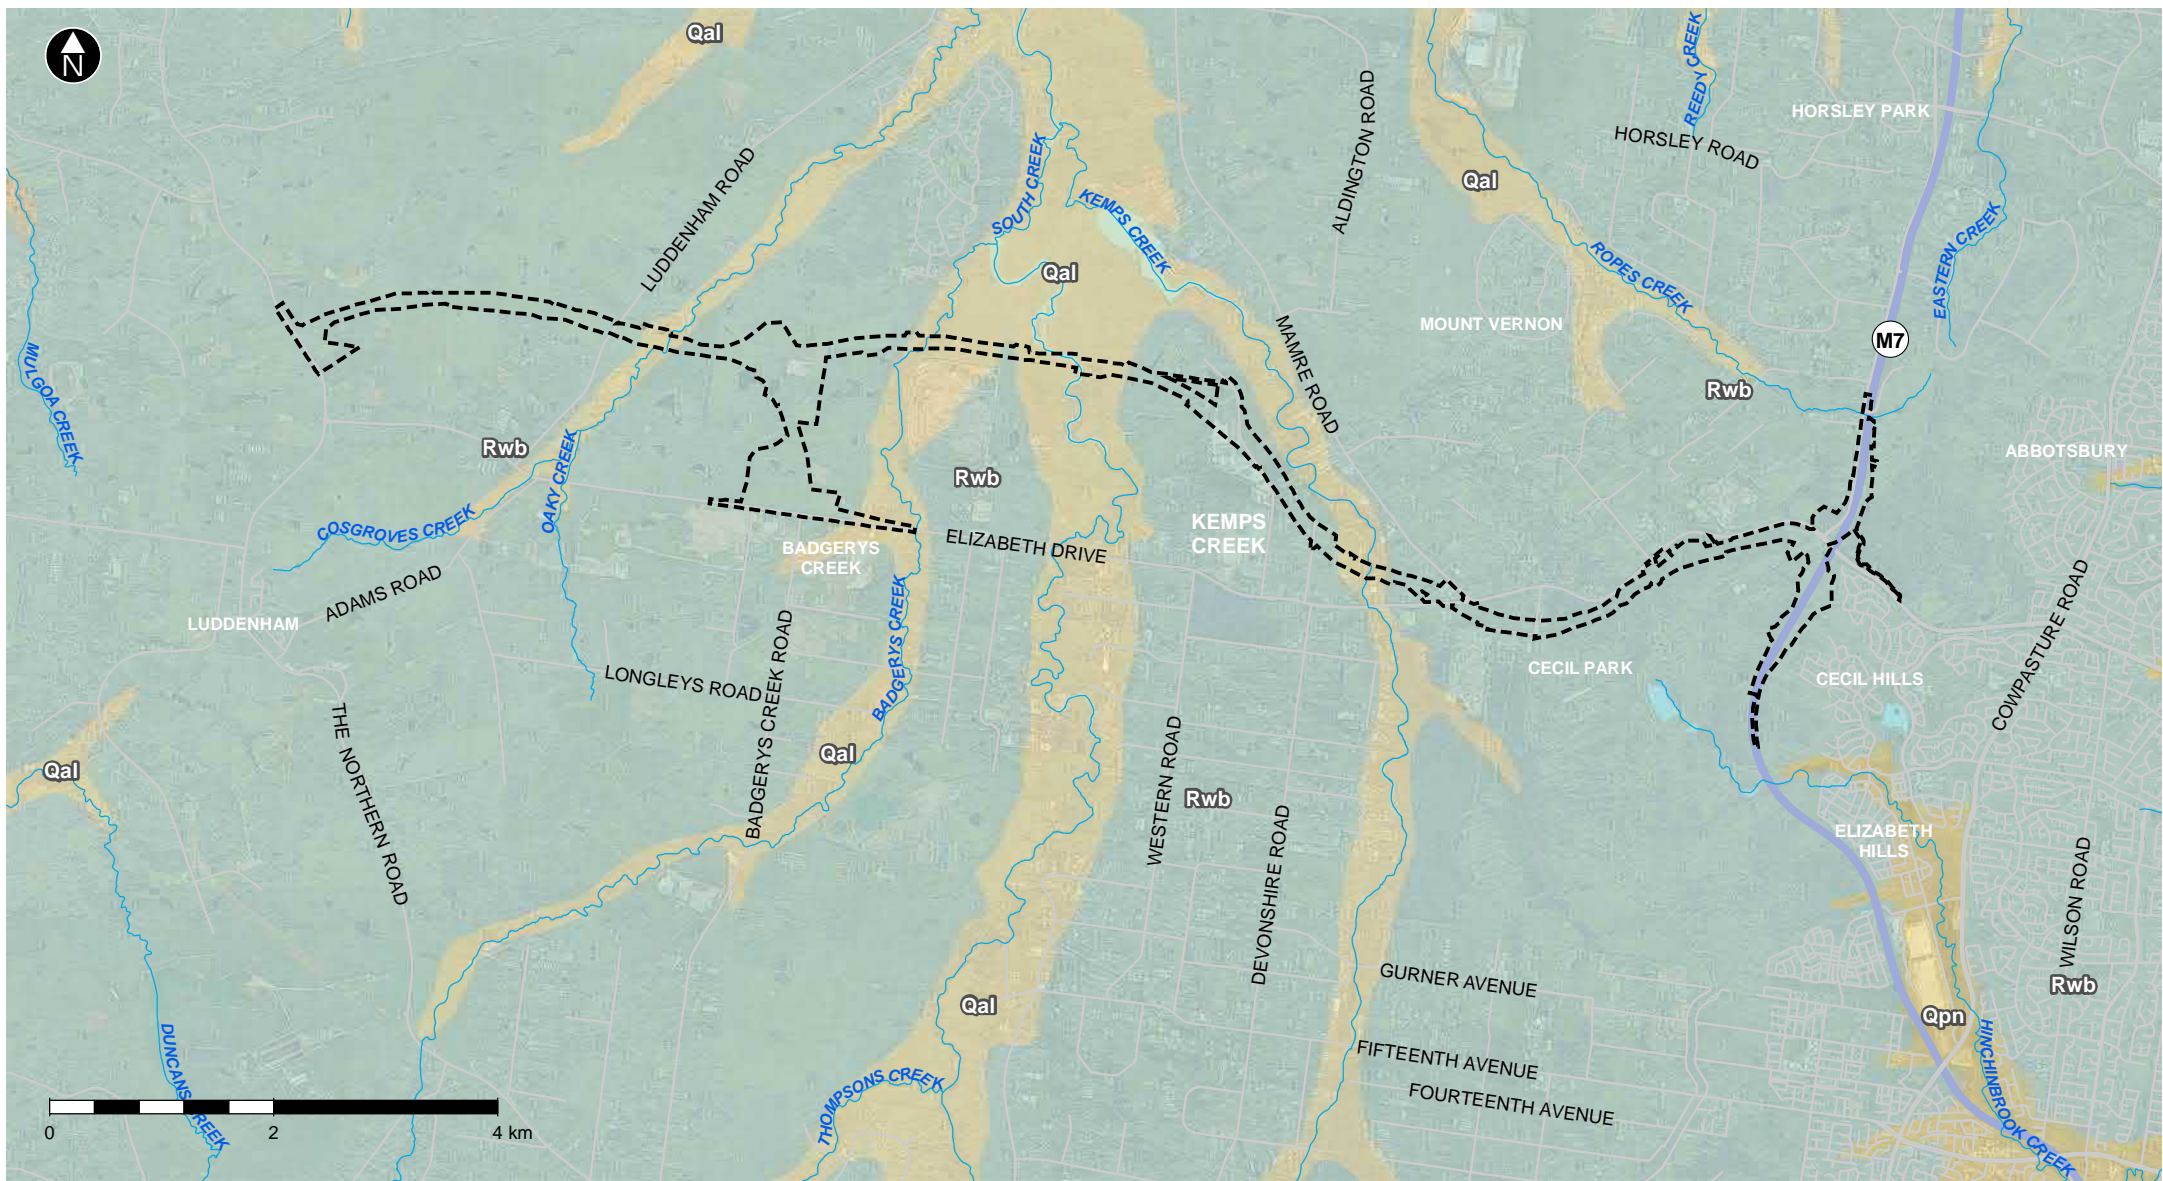 N
Qal
REEDY CREEK
HORSLEY PARK
HORSLEY ROAD
ALDINGTON ROAD
LUDDENHAM ROAD
SOUTH CREEK
KEMPS CREEK
Qal
EASTERN CREEK
ROPES CREEK
Qal
MOUNT VERNON
M7
MAMRE ROAD
MULGOA CREEK
Rwb
Rwb
ABBOTSBURY
Rwb
OAKY CREEK
COSGROVES CREEK
KEMPS
CREEK
ELIZABETH DRIVE
BADGERYS
CREEK
ADAMS ROAD
LUDDENHAM
BADGERYS CREEK
COWPASTURE ROAD
CECIL PARK
CECIL HILLS
LONGLEYS ROAD
BADGERYS CREEK ROAD
THE NORTHERN ROAD
Qal
Qal
WESTERN ROAD
Rwb
DEVONSHIRE ROAD
ELIZABETH
HILLS
WILSON ROAD
GURNER AVENUE
Rwb
Qal
Qpn
FIFTEENTH AVENUE
FOURTEENTH AVENUE
THOMPSONS CREEK
DUNCANS CREEK
HINCHINBROOK CREEK
0 2 4 km